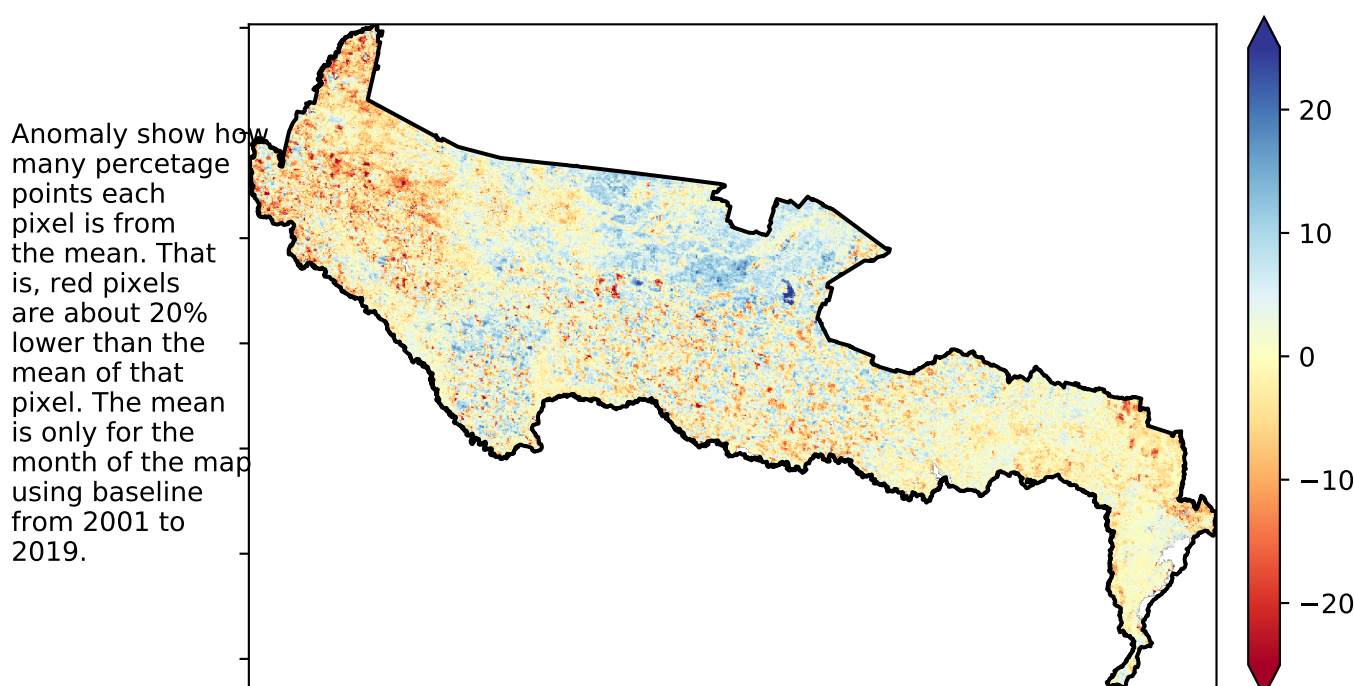 Anomaly show how
many percetage
points each
pixel is from
the mean. That
is, red pixels
are about 20%
lower than the
mean of that
pixel. The mean
is only for the
month of the map
using baseline
from 2001 to
2019.
20
10
0
−10
−20